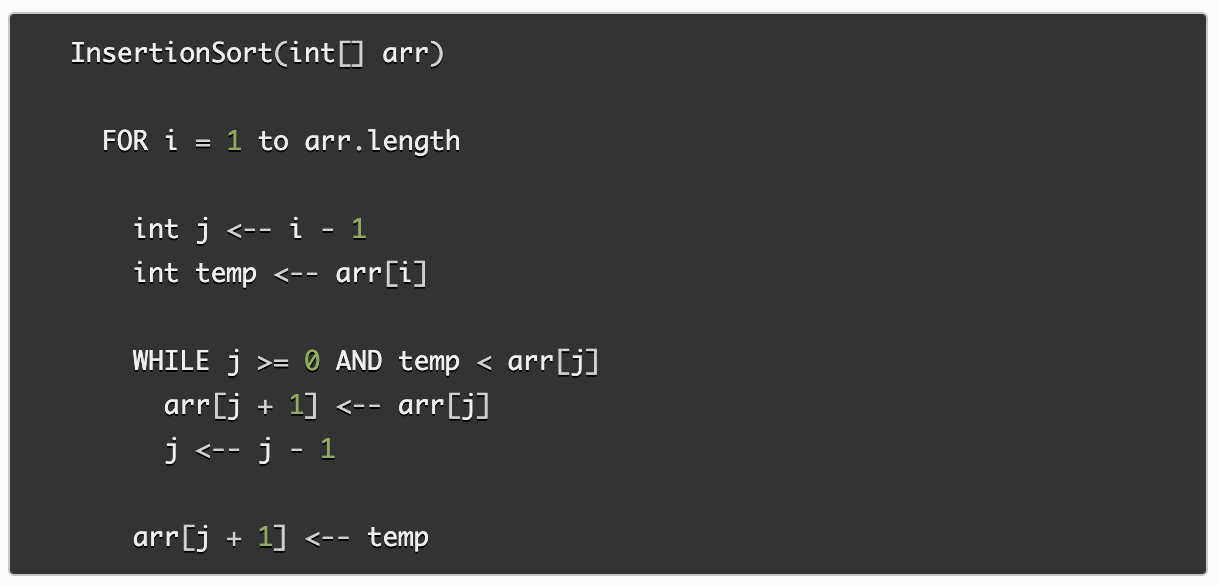 InsertionSort(int[] arr)
FOR i = 1 to arr.length
int j <-- i - 1
int temp <-- arr[i]
WHILE j >= 0 AND temp < arr[j]
arr[j + 1] <-- arr[j]
j <-- j - 1
arr[j + 1] <-- temp